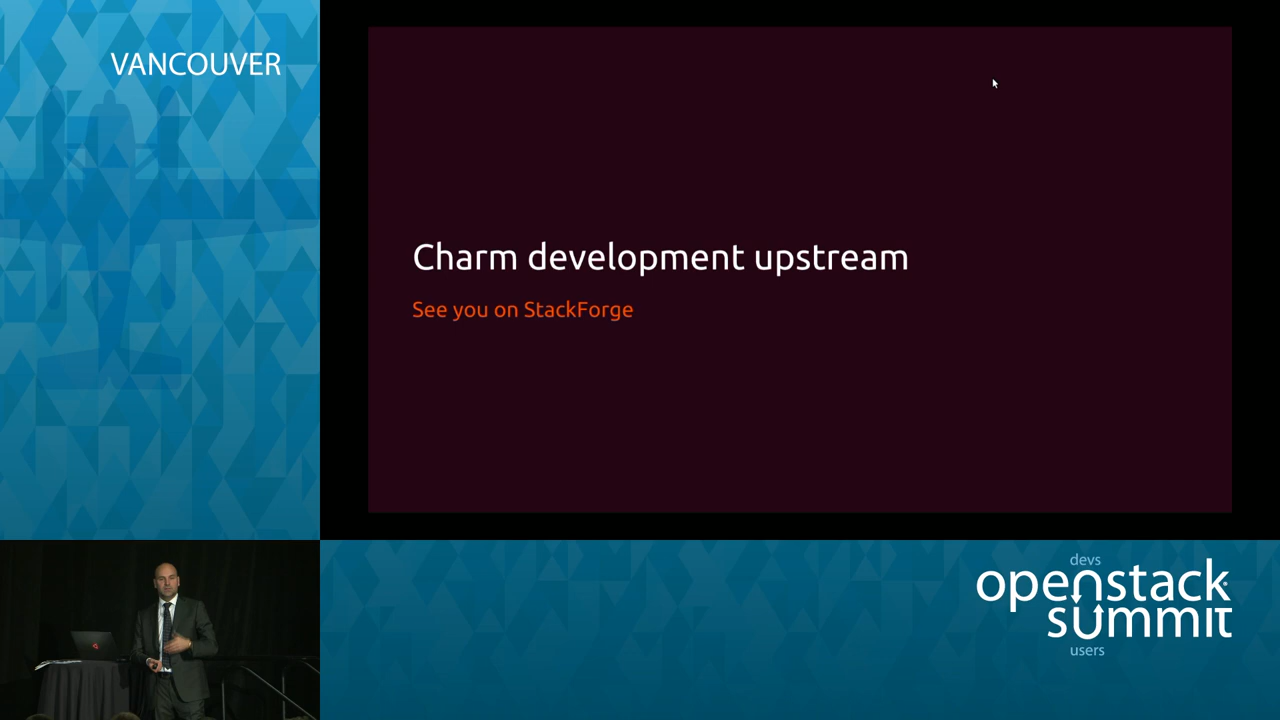 VANCOUVER
Charm development upstream
See you on StackForge
devs
openstack
summit
users